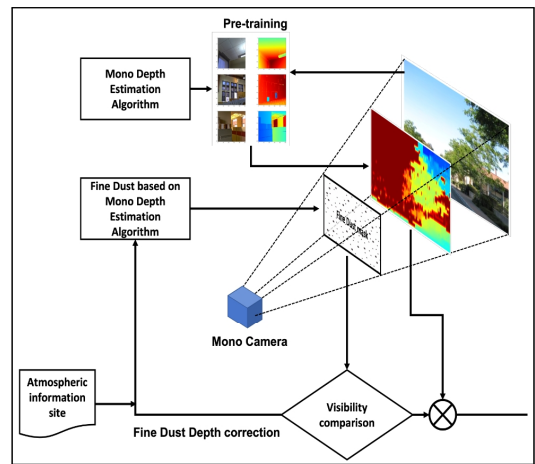 Pre-training
Mono Depth
Estimation
Algorithm
Fine Dust based on
Mono Depth
Estimation
Algorithm
Fine Dust mask
Mono Camera
Atmospheric
information
site
Visibility
comparison
Fine Dust Depth correction